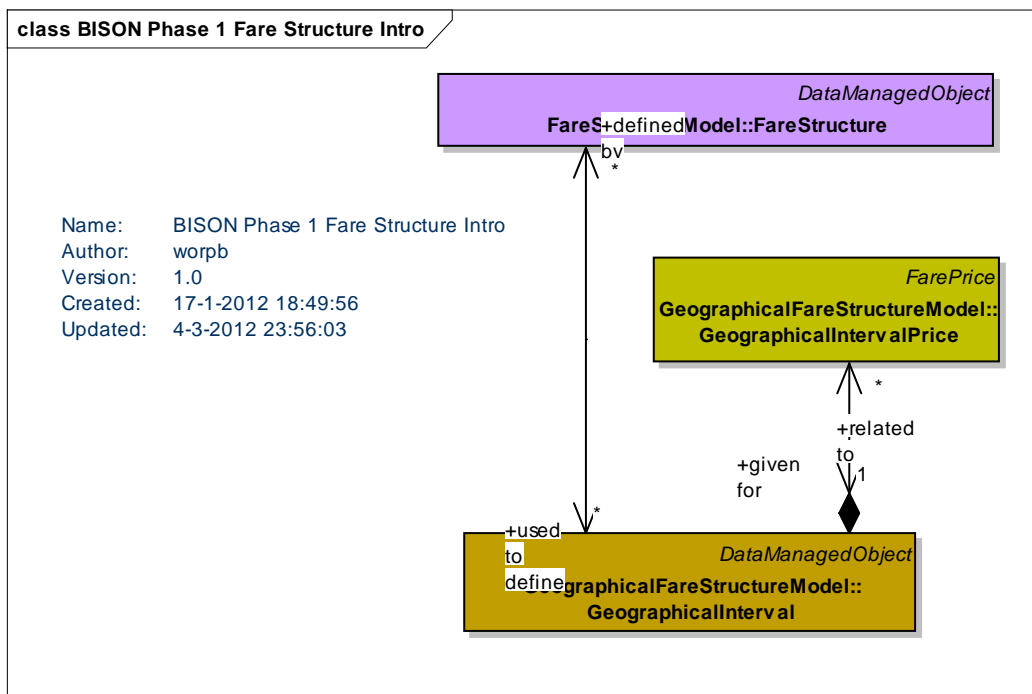 class BISON Phase 1 Fare Structure Intro
DataManagedObject
FareS Model::FareStructure
+defined
by
*
Name: BISON Phase 1 Fare Structure Intro
Author: worpb
Version: 1.0
Created: 17-1-2012 18:49:56
Updated: 4-3-2012 23:56:03
FarePrice
GeographicalFareStructureModel::
GeographicalIntervalPrice
*
+related
to
+given
for
1
*
+used
to
define
DataManagedObject
GeographicalFareStructureModel::
GeographicalInterval